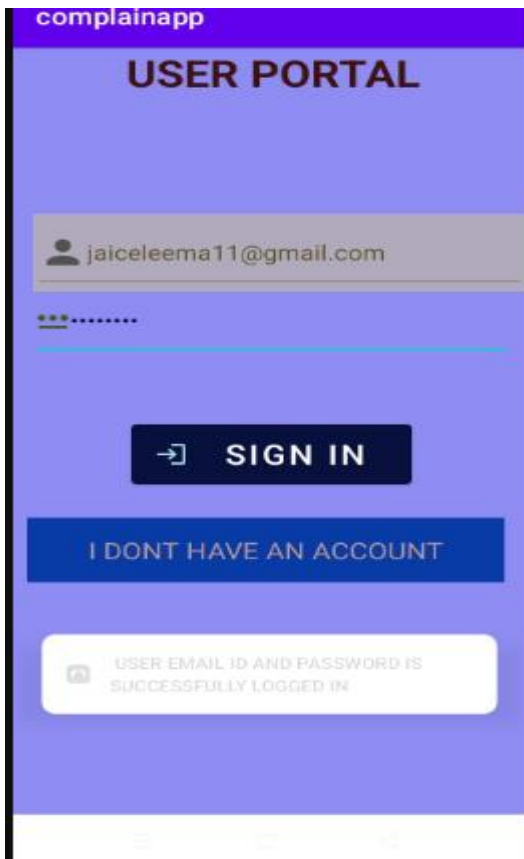 complainapp
USER PORTAL
jaiceleema11@gmail.com
•••••••••••
SIGN IN
I DONT HAVE AN ACCOUNT
USER EMAIL ID AND PASSWORD IS
SUCCESSFULLY LOGGED IN